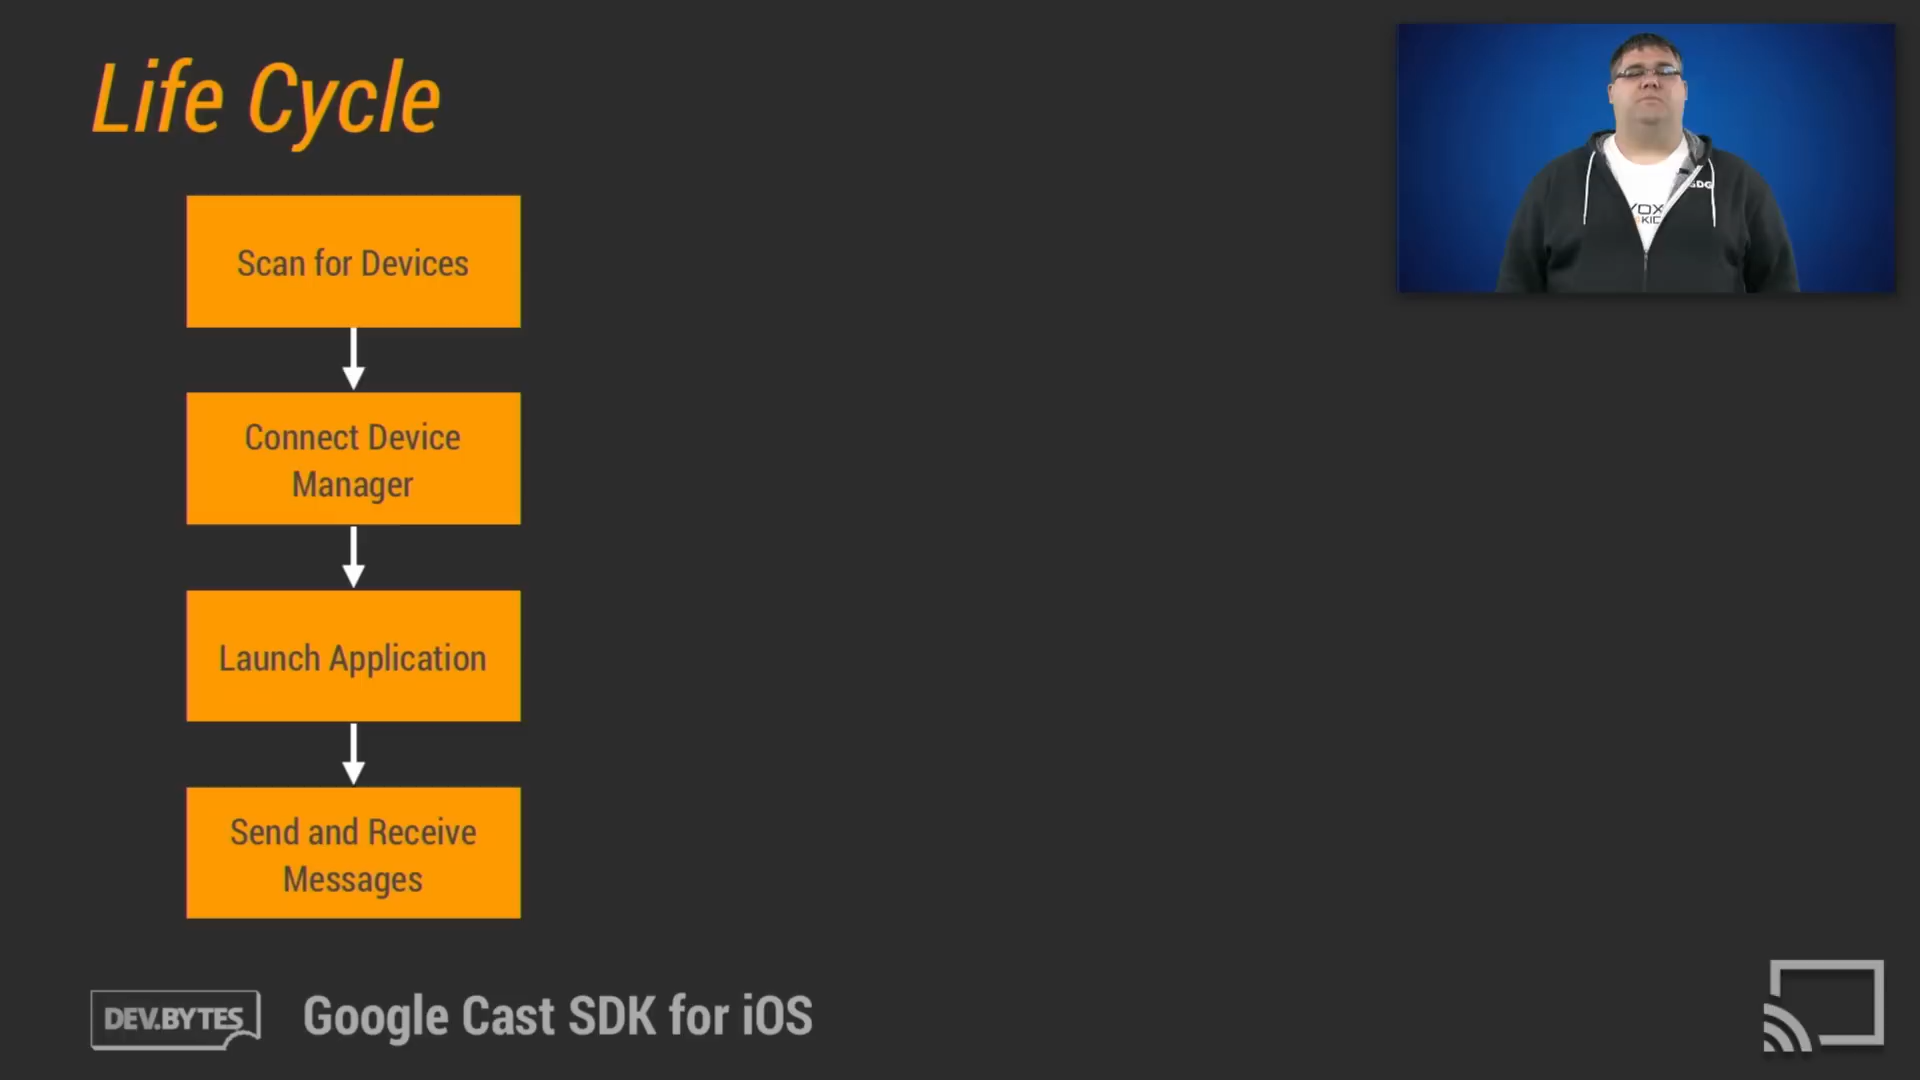 Life Cycle
Scan for Devices
Connect Device
Manager
Launch Application
Send and Receive
Messages
DEV.BYTES
Google Cast SDK for iOS